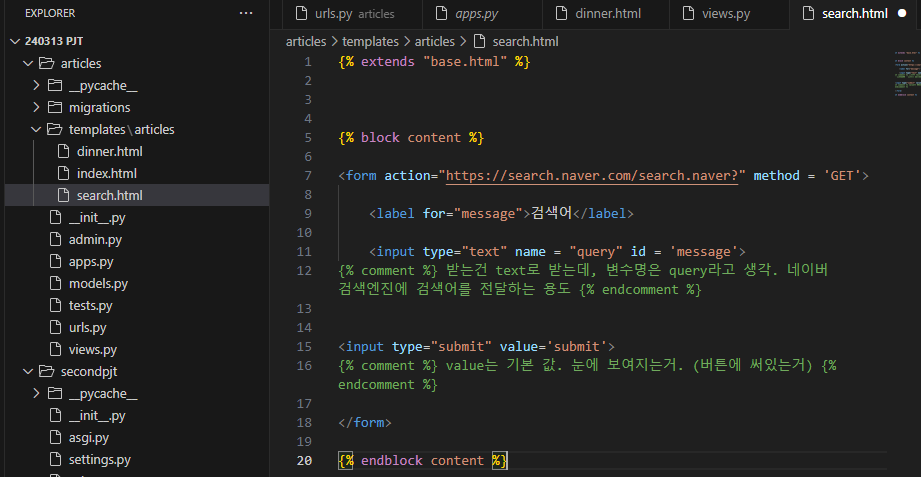 EXPLORER
...
240313 PJT
articles
__pycache__
migrations
templates\articles
dinner.html
index.html
search.html
__init__.py
admin.py
apps.py
models.py
tests.py
urls.py
views.py
secondpjt
__pycache__
__init__.py
asgi.py
settings.py
urls.py articles
apps.py
dinner.html
views.py
search.html
articles > templates > articles > search.html
1 {% extends "base.html" %}
2
3
4
5 {% block content %}
6
7 <form action="https://search.naver.com/search.naver?" method = 'GET'>
8
9 <label for="message">검색어</label>
10
11 <input type="text" name = "query" id = 'message'>
12 {% comment %} 받는건 text로 받는데, 변수명은 query라고 생각. 네이버
검색엔진에 검색어를 전달하는 용도 {% endcomment %}
13
14
15 <input type="submit" value='submit'>
16 {% comment %} value는 기본 값. 눈에 보여지는거. (버튼에 써있는거) {%
endcomment %}
17
18 </form>
19
20 {% endblock content %}